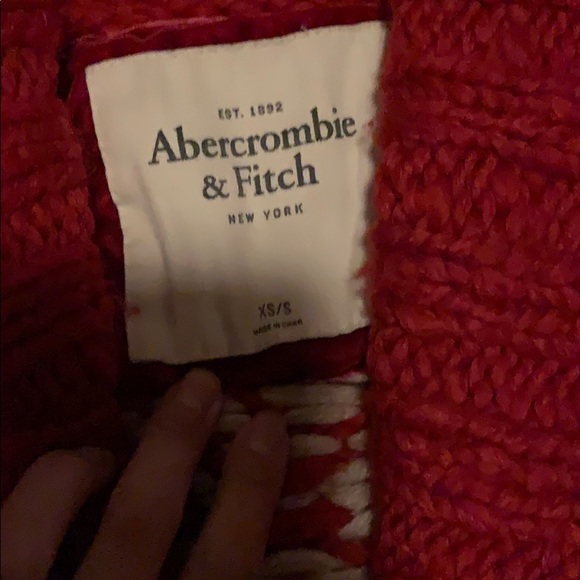 EST. 1892
Abercrombie
& Fitch
NEW YORK
XS/S
MADE IN CHINA